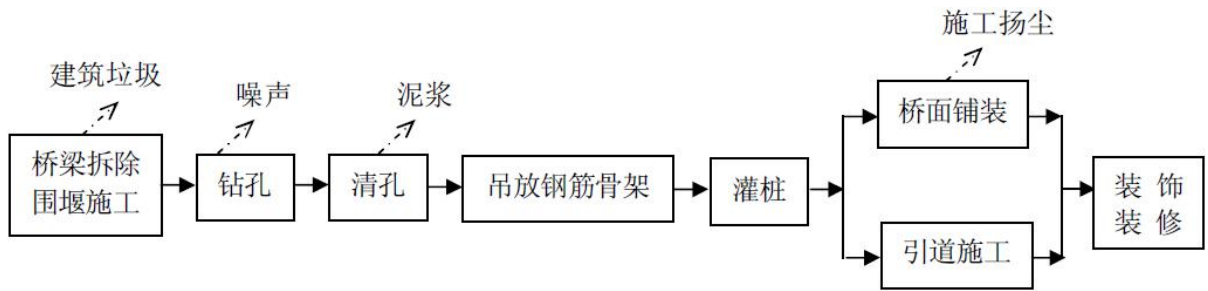 施工扬尘
建筑垃圾
噪声
泥浆
桥面铺装
桥梁拆除
围堰施工
钻孔
清孔
吊放钢筋骨架
灌桩
装 饰
装 修
引道施工